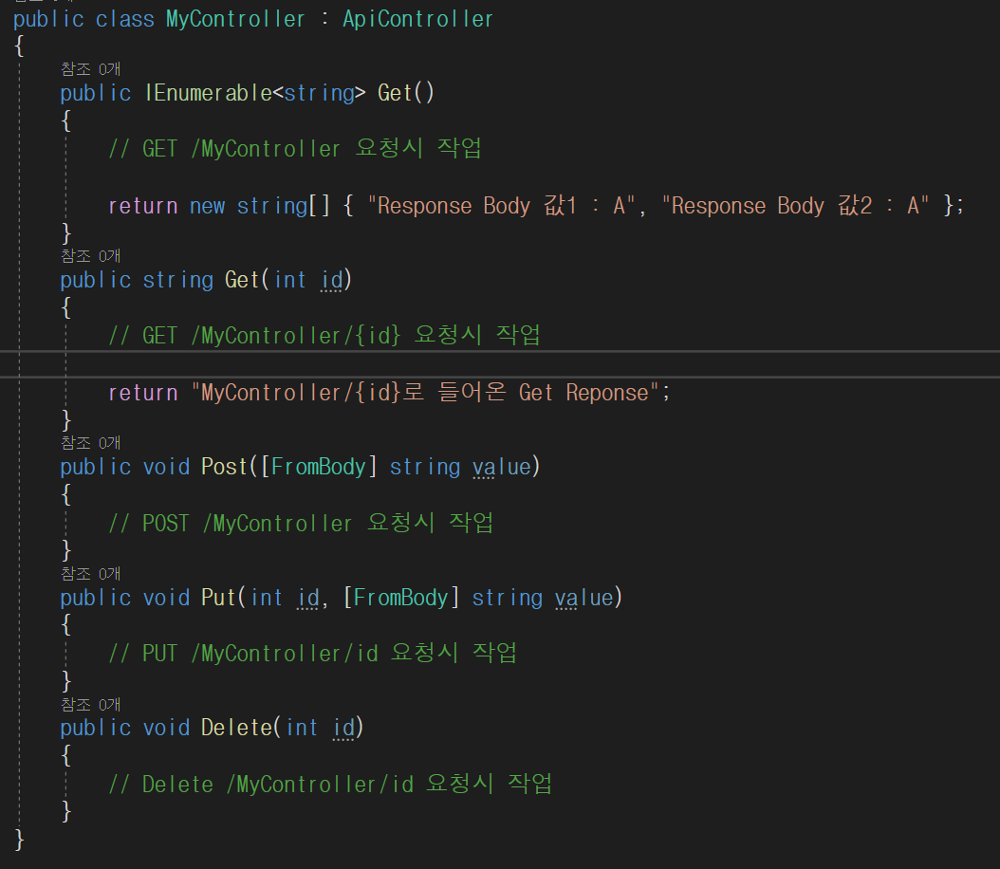 public class MyController : ApiController
{
참조 0개
public IEnumerable<string> Get()
{
// GET /MyController 요청시 작업
return new string[] { "Response Body 값1 : A", "Response Body 값2 : A" };
}
참조 0개
public string Get(int id)
{
// GET /MyController/{id} 요청시 작업
return "MyController/{id}로 들어온 Get Reponse";
}
참조 0개
public void Post([FromBody] string value)
{
// POST /MyController 요청시 작업
}
참조 0개
public void Put(int id, [FromBody] string value)
{
// PUT /MyController/id 요청시 작업
}
참조 0개
public void Delete(int id)
{
// Delete /MyController/id 요청시 작업
}
}